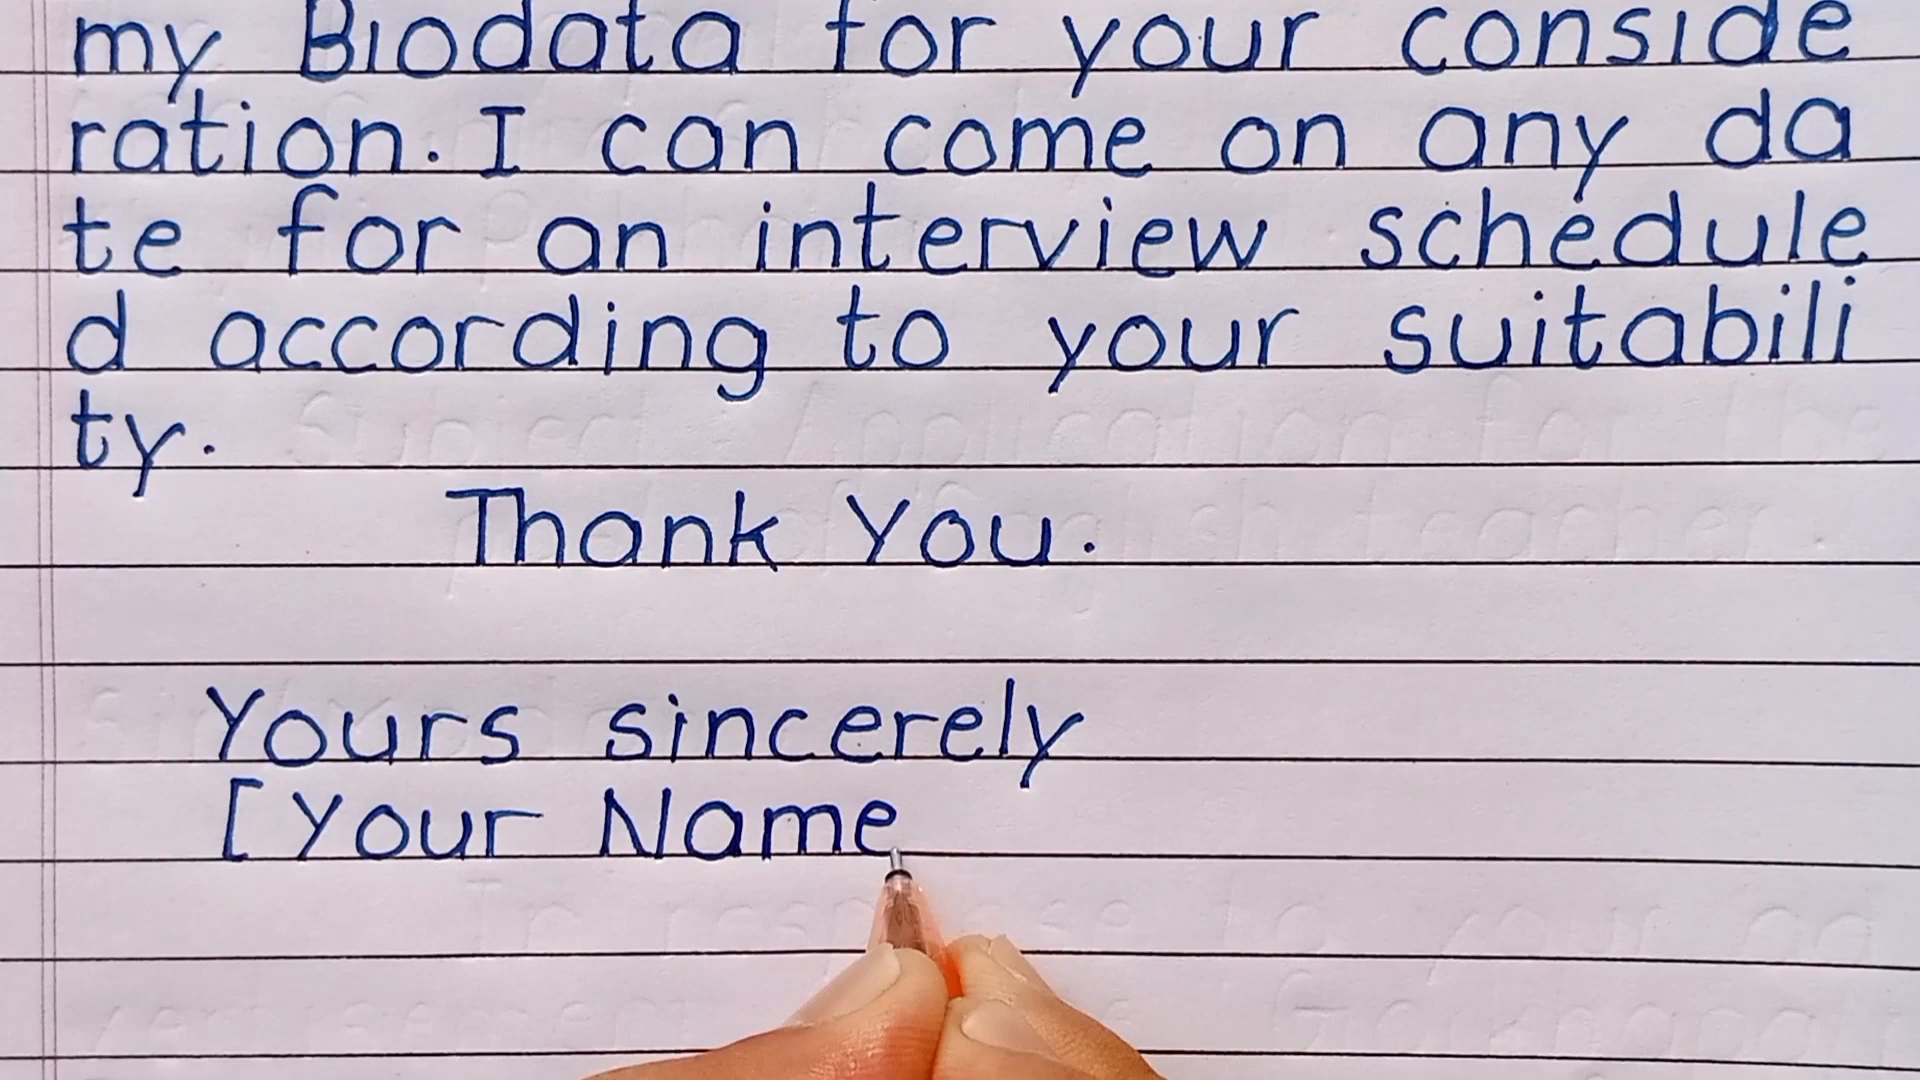 my Biodata for your conside
ration. I can come on any da
te for an interview schedule
d according to your suitabili
ty.
Thank You.
Yours sincerely
[Your Name